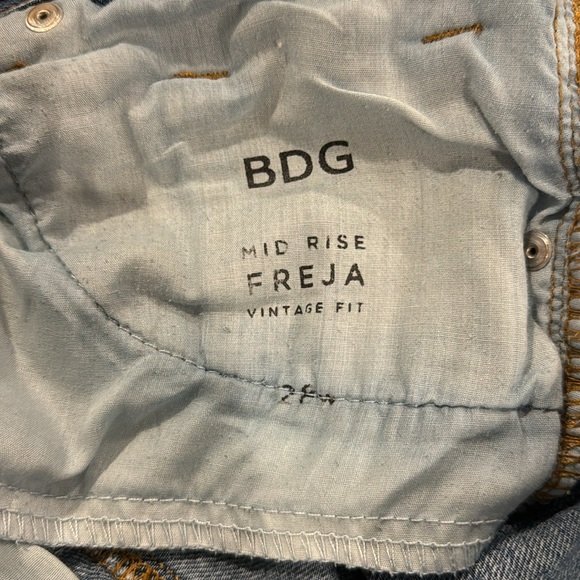 BDG
MID RISE
FREJA
VINTAGE FIT